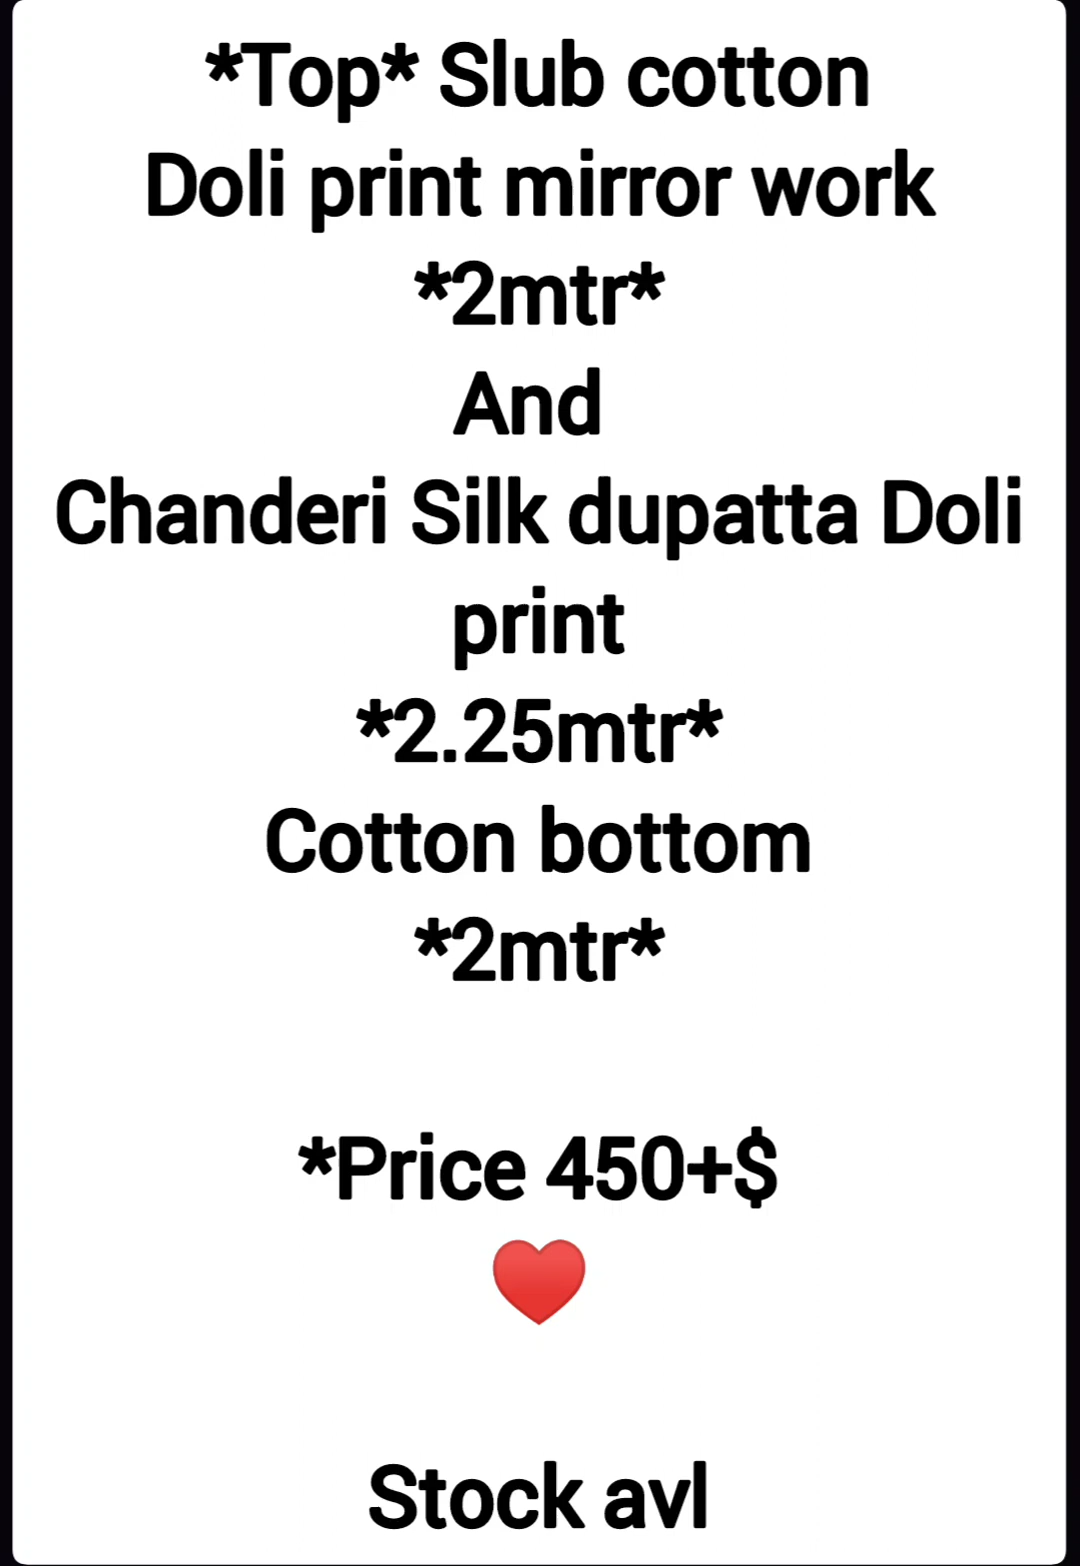 *Top* Slub cotton
Doli print mirror work
*2mtr*
And
Chanderi Silk dupatta Doli
print
*2.25mtr*
Cotton bottom
*2mtr*
*Price 450+$
❤️
Stock avl